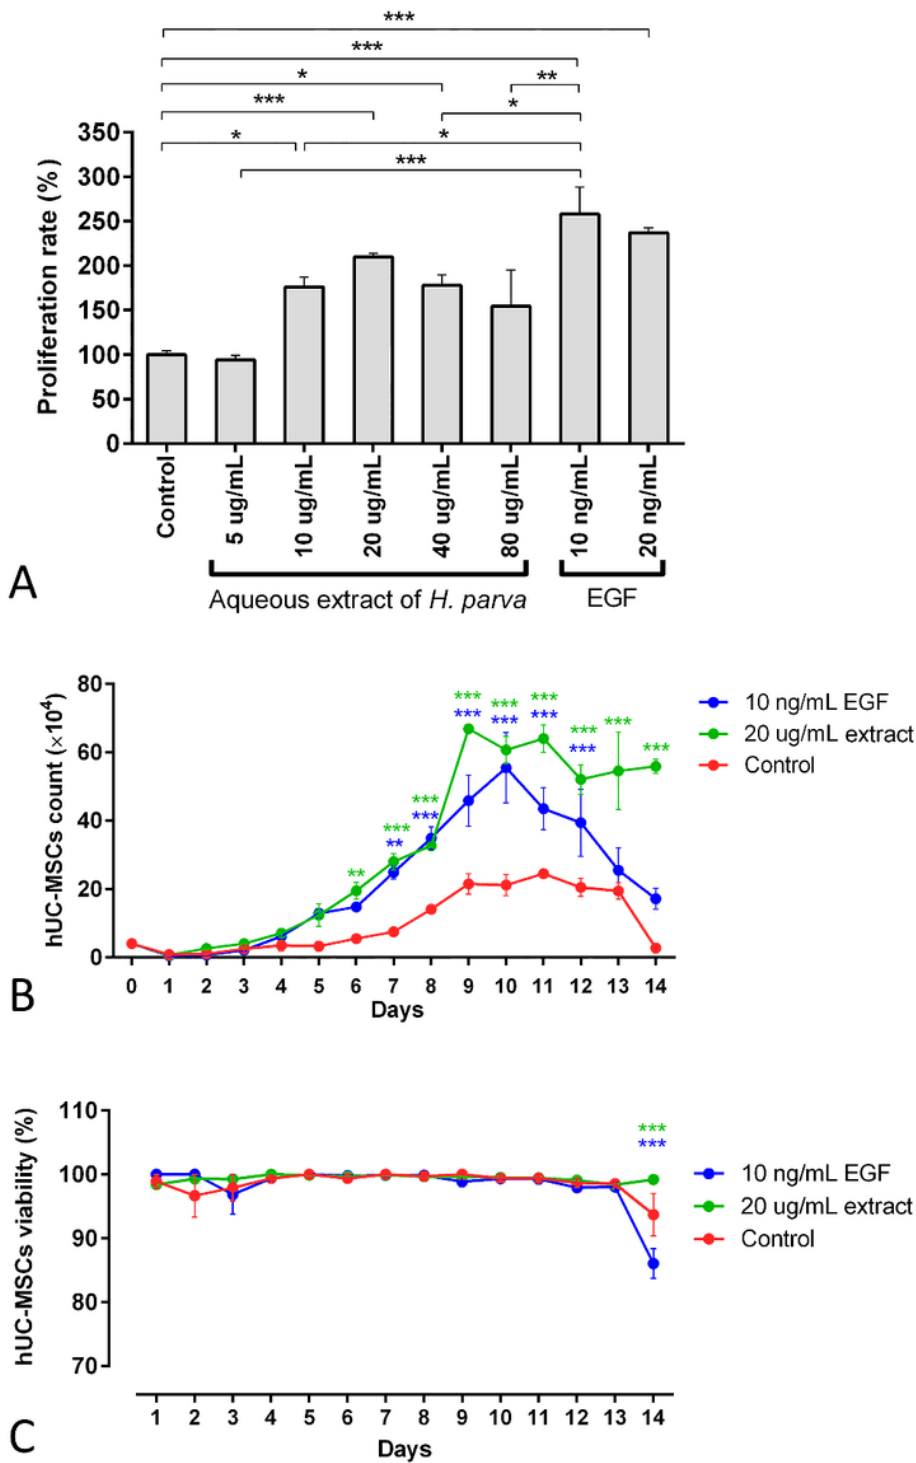 ***
***
*
**
***
*
*
*
***
Proliferation rate (%)
350
300
250
200
150
100
50
0
Control
5 ug/mL
10 ug/mL
20 ug/mL
40 ug/mL
80 ug/mL
10 ng/mL
20 ng/mL
Aqueous extract of H. parva
EGF
A
hUC-MSCs count (×10⁴)
80
60
40
20
0
**
***
**
***
***
***
***
***
***
***
***
***
***
***
***
0 1 2 3 4 5 6 7 8 9 10 11 12 13 14
Days
10 ng/mL EGF
20 ug/mL extract
Control
B
hUC-MSCs viability (%)
110
100
90
80
70
***
***
1 2 3 4 5 6 7 8 9 10 11 12 13 14
Days
10 ng/mL EGF
20 ug/mL extract
Control
C